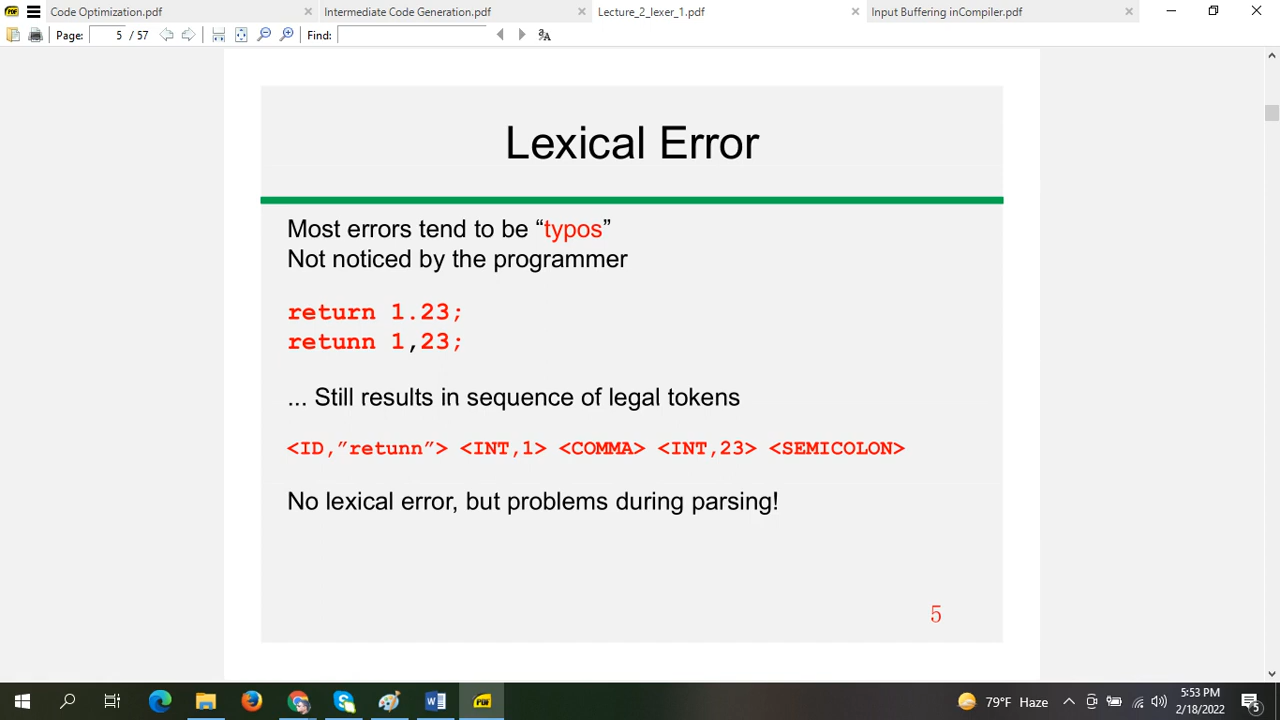 Code Optimization.pdf
Intermediate Code Generation.pdf
Lecture_2_lexer_1.pdf
Input Buffering inCompiler.pdf
Page: 5 / 57 Find:
Lexical Error
Most errors tend to be “typos”
Not noticed by the programmer
return 1.23;
retunn 1,23;
... Still results in sequence of legal tokens
<ID,”retunn”> <INT,1> <COMMA> <INT,23> <SEMICOLON>
No lexical error, but problems during parsing!
5
79°F Haze
5:53 PM
2/18/2022
5